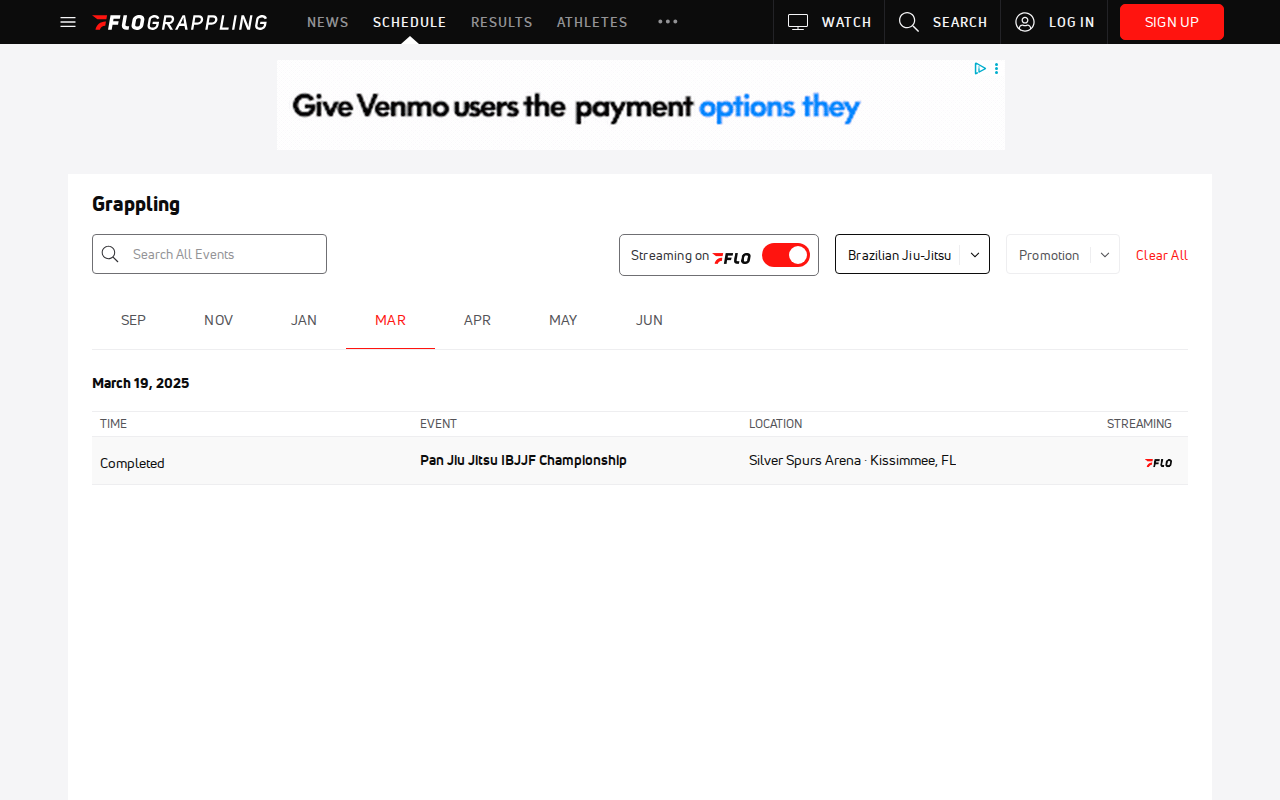 FLOGRAPPLING NEWS SCHEDULE RESULTS ATHLETES WATCH SEARCH LOG IN SIGN UP
Give Venmo users the payment options they
Grappling
Search All Events Streaming on FLO Brazilian Jiu-Jitsu Promotion Clear All
SEP NOV JAN MAR APR MAY JUN
March 19, 2025
TIME EVENT LOCATION STREAMING
Completed Pan Jiu Jitsu IBJJF Championship Silver Spurs Arena · Kissimmee, FL FLO